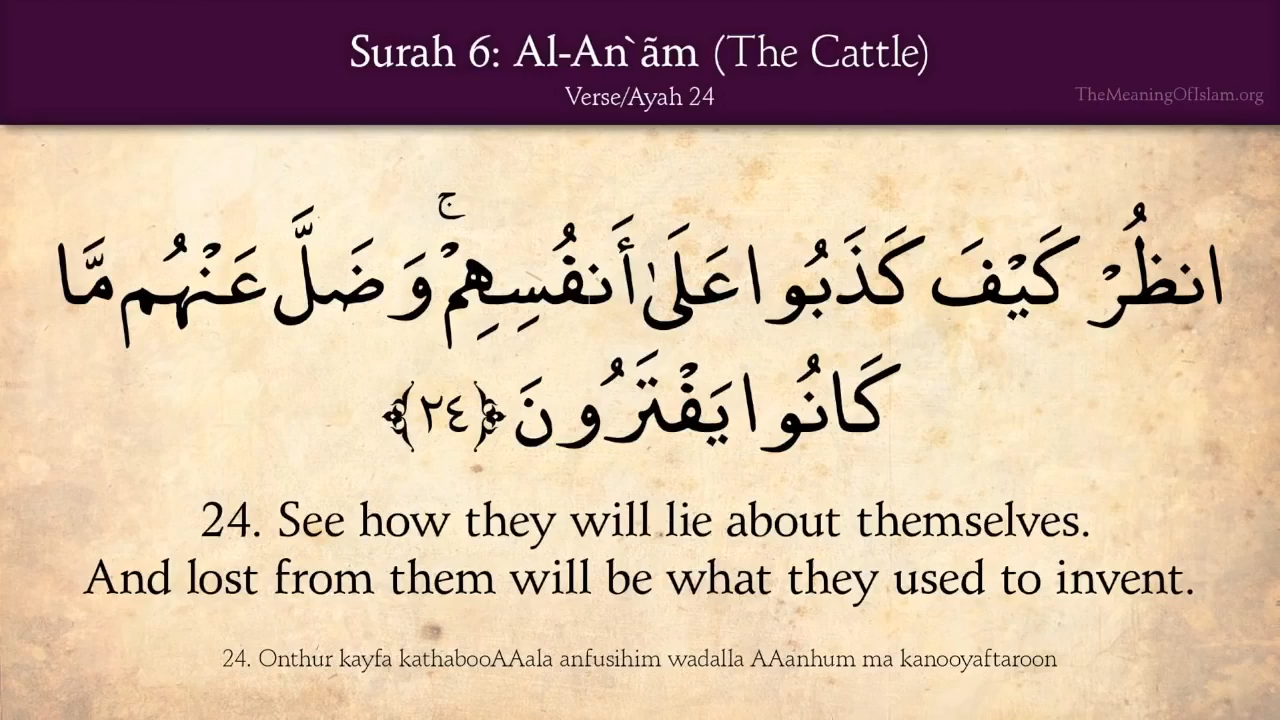 Surah 6: Al-An`ãm (The Cattle)
Verse/Ayah 24
TheMeaningOfIslam.org
انظُرْ كَيْفَ كَذَبُوا عَلَىٰ أَنفُسِهِمْ ۚ وَضَلَّ عَنْهُم مَّا
كَانُوا يَفْتَرُونَ ﴿٢٤﴾
24. See how they will lie about themselves.
And lost from them will be what they used to invent.
24. Onthur kayfa kathabooAAala anfusihim wadalla AAanhum ma kanooyaftaroon